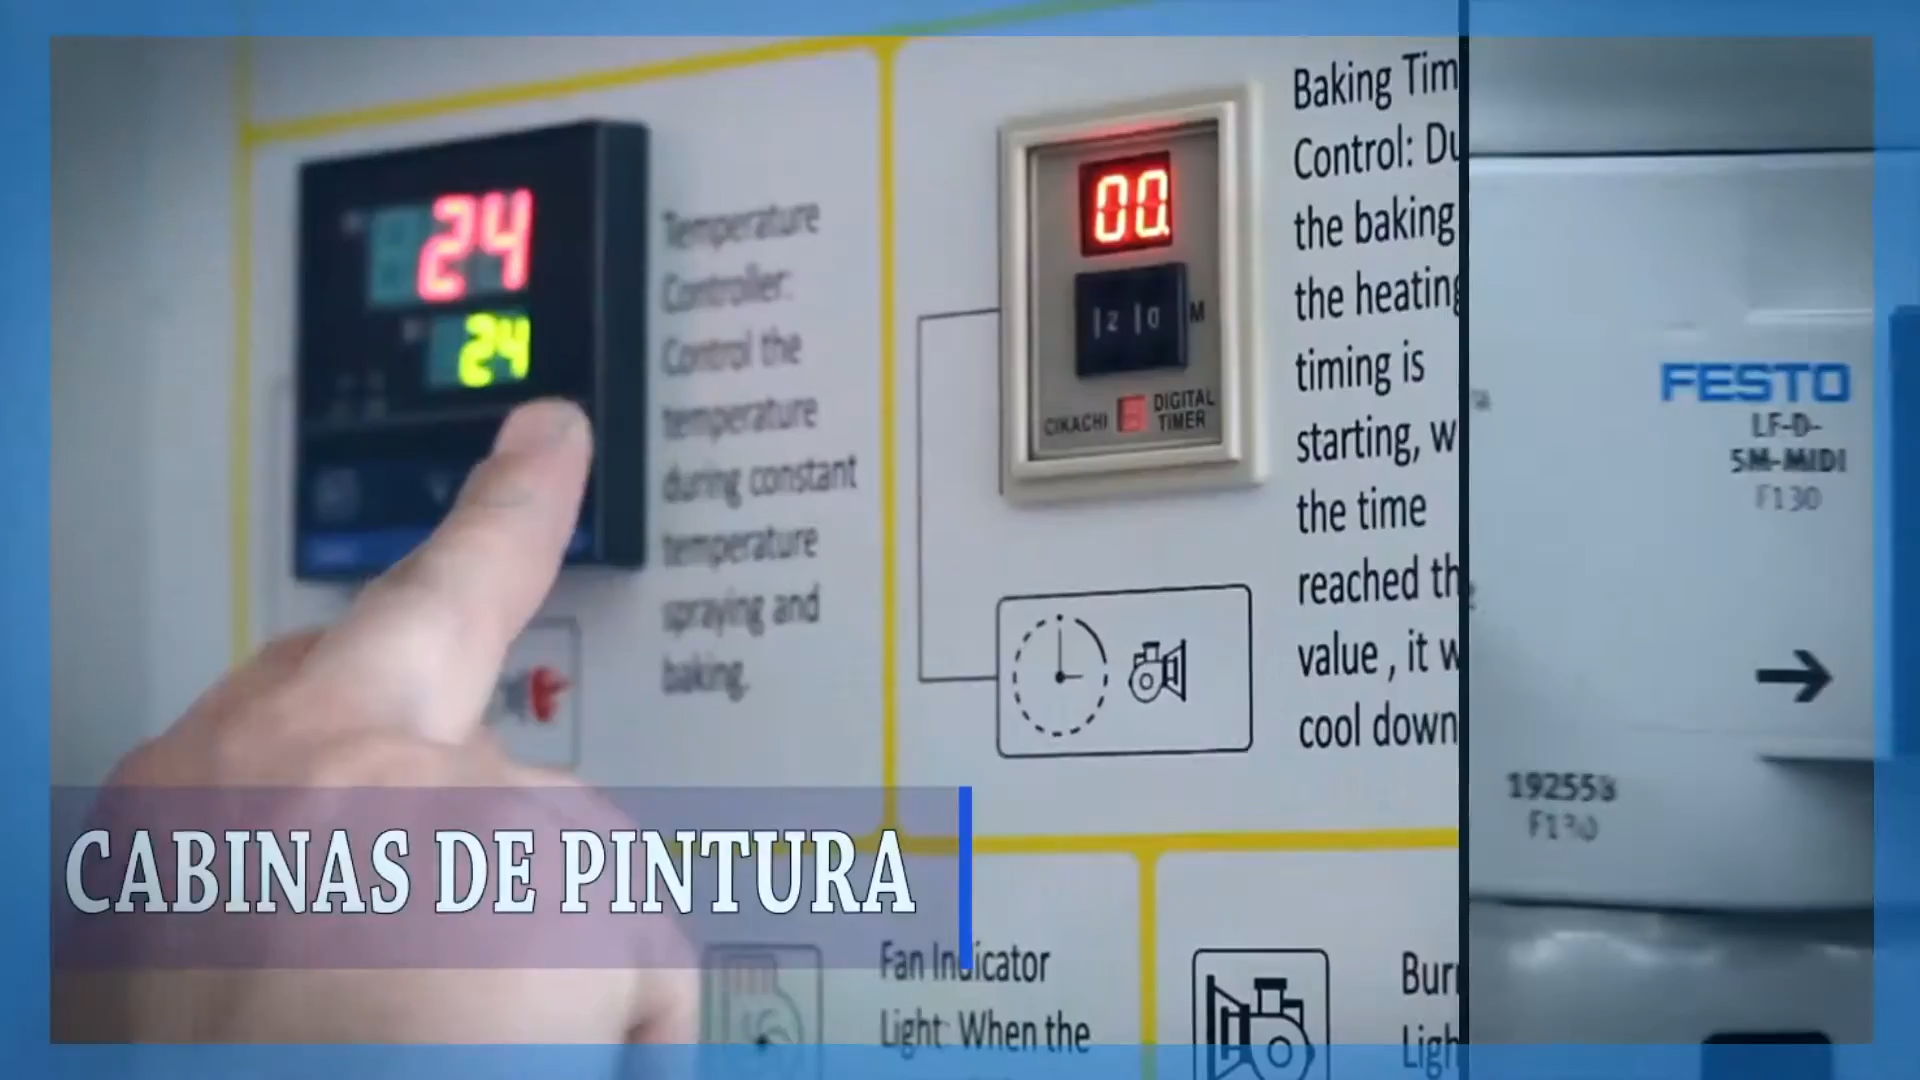 24
24
Temperature
Controller:
Control the
temperature
during constant
temperature
spraying and
baking.
00.
2 0 M
CIKACHI DIGITAL
TIMER
Baking Tim
Control: Du
the baking
the heating
timing is
starting, w
the time
reached th
value , it w
cool down
FESTO
LF-D-
5M-MIDI
F130
192553
CABINAS DE PINTURA
Fan Indicator
Light: When the
Burn
Ligh